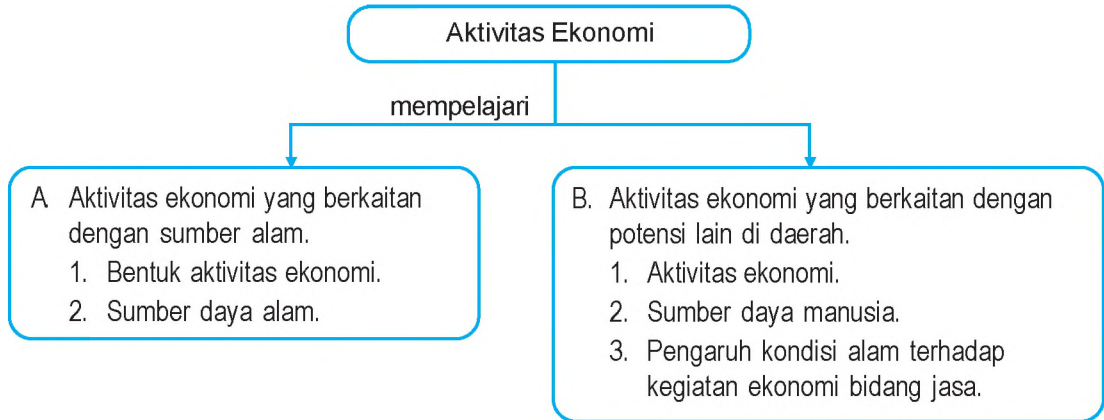 Aktivitas Ekonomi
mempelajari
A. Aktivitas ekonomi yang berkaitan
dengan sumber alam.
1. Bentuk aktivitas ekonomi.
2. Sumber daya alam.
B. Aktivitas ekonomi yang berkaitan dengan
potensi lain di daerah.
1. Aktivitas ekonomi.
2. Sumber daya manusia.
3. Pengaruh kondisi alam terhadap
kegiatan ekonomi bidang jasa.